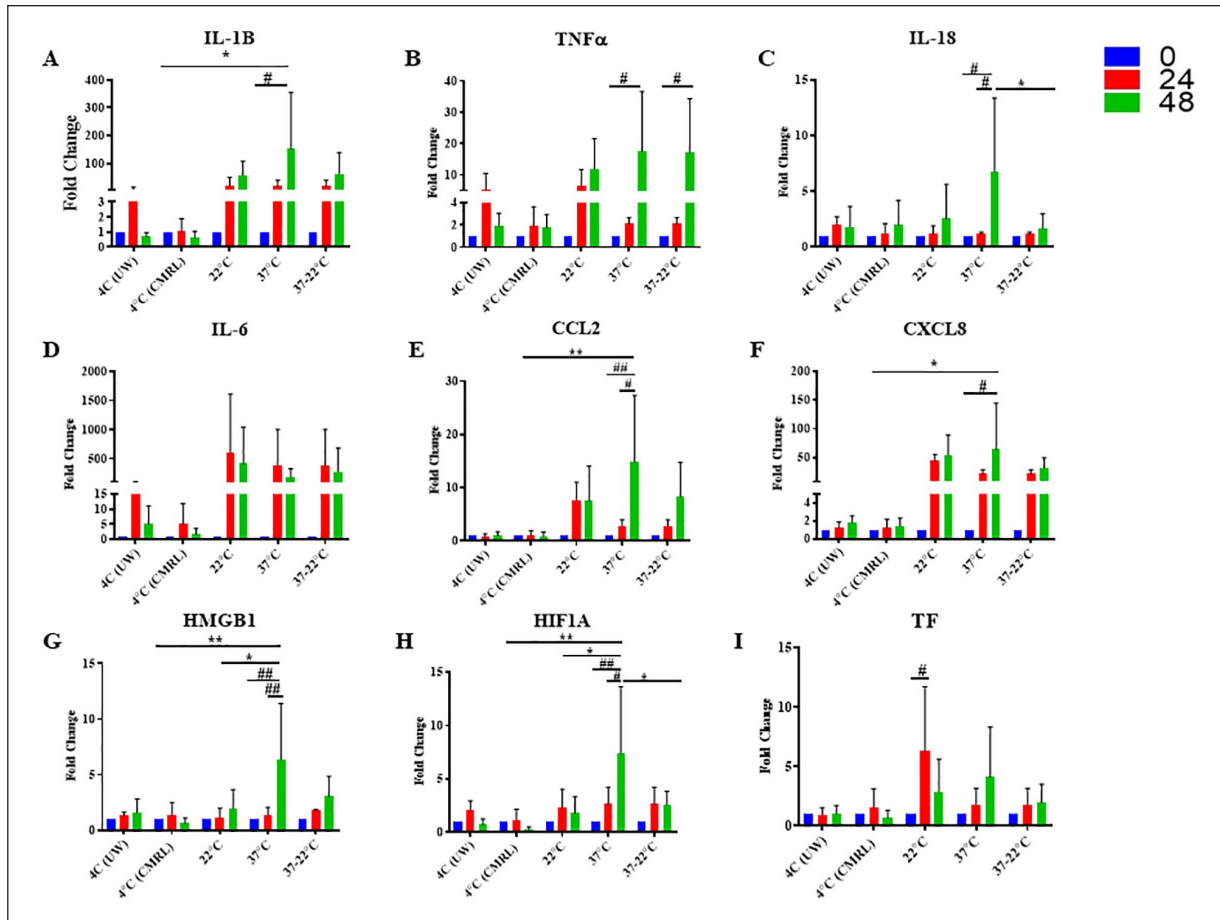 IL-1B
TNFα
IL-18
A
B
C
0
24
48
*
#
#
#
#
#
*
Fold Change
400
300
200
100
3
2
1
0
Fold Change
40
30
20
10
4
2
0
Fold Change
15
10
5
0
4C (UW)
4°C (CMRL)
22°C
37°C
37-22°C
4C (UW)
4°C (CMRL)
22°C
37°C
37-22°C
4C (UW)
4°C (CMRL)
22°C
37°C
37-22°C
IL-6
CCL2
CXCL8
D
E
F
**
##
#
*
#
Fold Change
2000
1500
1000
500
15
10
5
0
Fold Change
30
20
10
0
Fold Change
200
150
100
50
4
2
0
4C (UW)
4°C (CMRL)
22°C
37°C
37-22°C
4C (UW)
4°C (CMRL)
22°C
37°C
37-22°C
4C (UW)
4°C (CMRL)
22°C
37°C
37-22°C
HMGB1
HIF1A
TF
G
H
I
**
*
##
##
**
*
##
#
*
#
Fold Change
15
10
5
0
Fold Change
15
10
5
0
Fold Change
15
10
5
0
4C (UW)
4°C (CMRL)
22°C
37°C
37-22°C
4C (UW)
4°C (CMRL)
22°C
37°C
37-22°C
4C (UW)
4°C (CMRL)
22°C
37°C
37-22°C